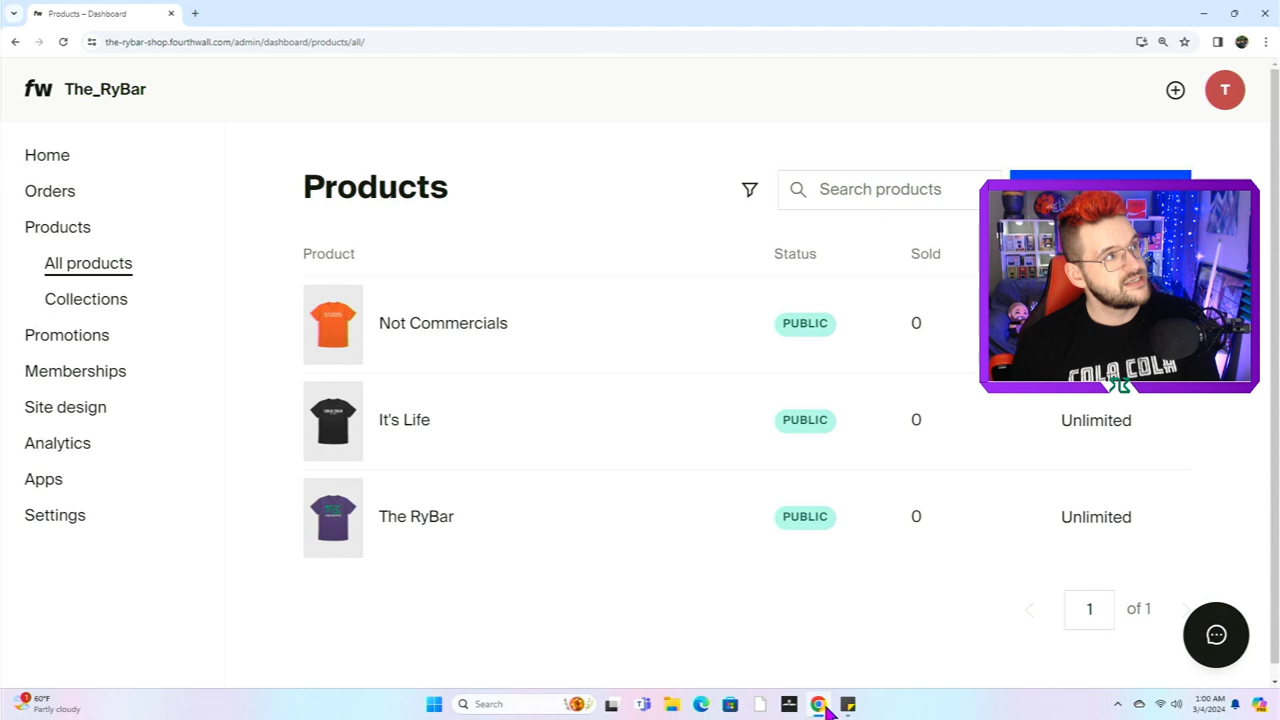 Products – Dashboard
the-rybar-shop.fourthwall.com/admin/dashboard/products/all/
fw The_RyBar
T
Home
Orders
Products
All products
Collections
Promotions
Memberships
Site design
Analytics
Apps
Settings
Products
Search products
Product Status Sold
Not Commercials PUBLIC 0
It's Life PUBLIC 0 Unlimited
The RyBar PUBLIC 0 Unlimited
COLA COLA
1 of 1
60°F
Partly cloudy
Search
1:00 AM
3/4/2024